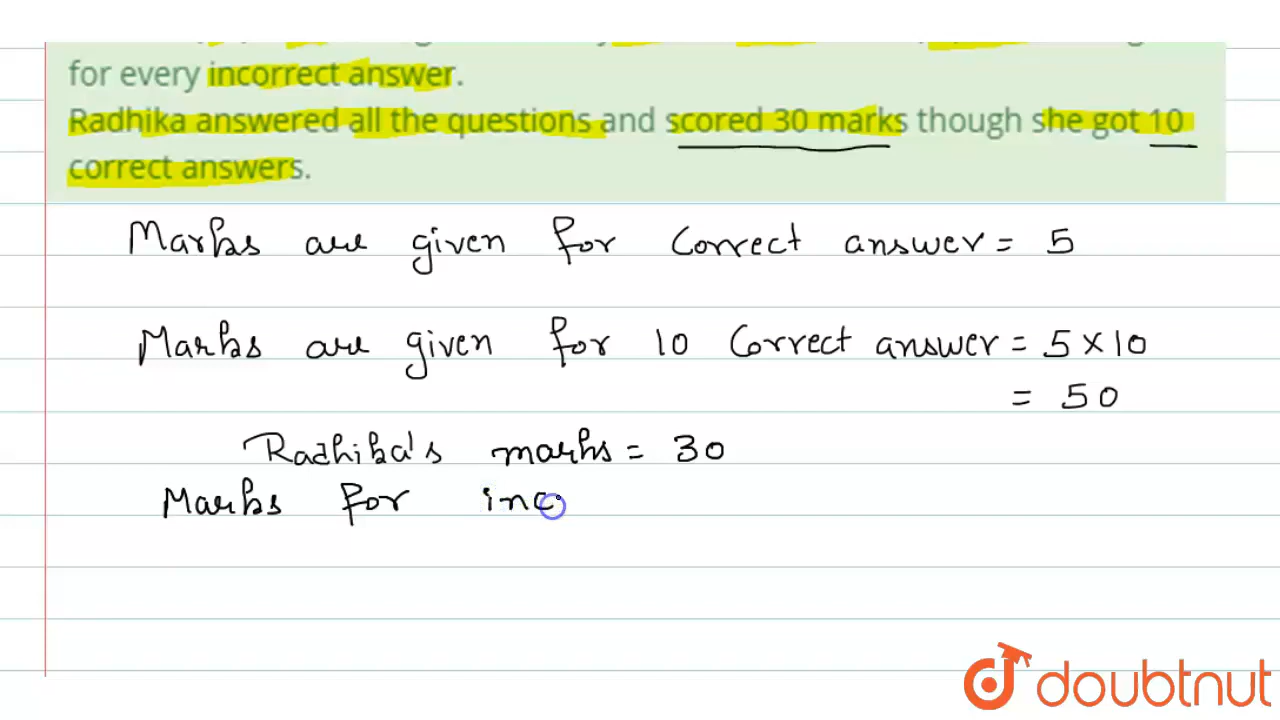 for every incorrect answer.
Radhika answered all the questions and scored 30 marks though she got 10
correct answers.
Marks are given for correct answer = 5
Marks are given for 10 correct answer = 5 × 10
= 50
Radhika's marks = 30
Marks for inc
doubtnut